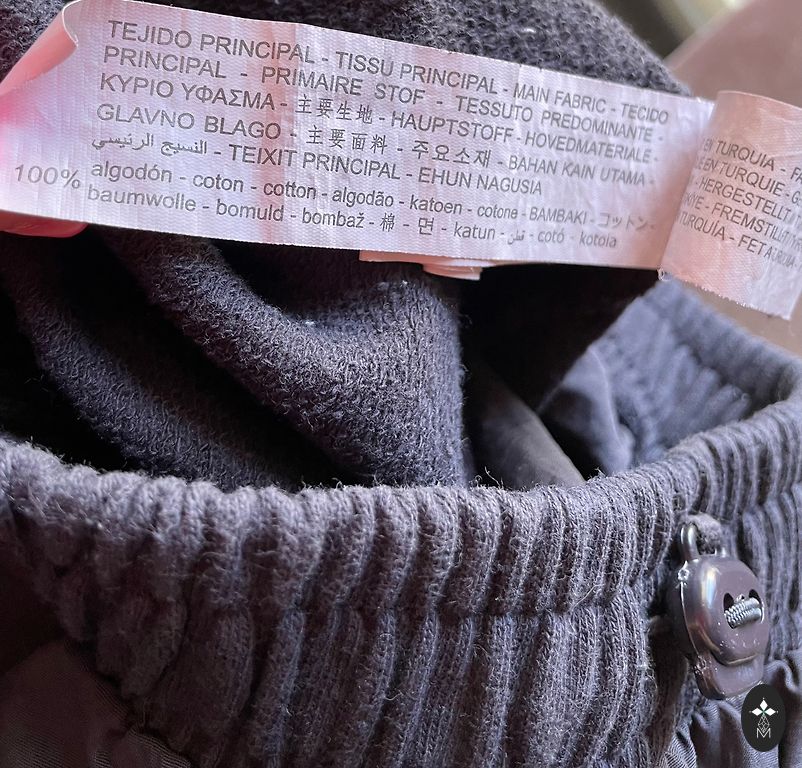 TEJIDO PRINCIPAL - TISSU PRINCIPAL - MAIN FABRIC - TECIDO
PRINCIPAL - PRIMAIRE STOF - TESSUTO PREDOMINANTE -
ΚΥΡΙΟ ΥΦΑΣΜΑ - 主要生地 - HAUPTSTOFF - HOVEDMATERIALE -
GLAVNO BLAGO - 主要面料 - 주요소재 - BAHAN KAIN UTAMA -
النسيج الرئيسي - TEIXIT PRINCIPAL - EHUN NAGUSIA
100% algodón - coton - cotton - algodão - katoen - cotone - BAMBAKI - コットン -
baumwolle - bomuld - bombaž - 棉 - 면 - katun - قطن - cotó - kotoia
EN TURQUIA - FA
EN TURQUIE - G
- HERGESTELLT
- FREMSTILLT
TURQUÍA - FET A
M